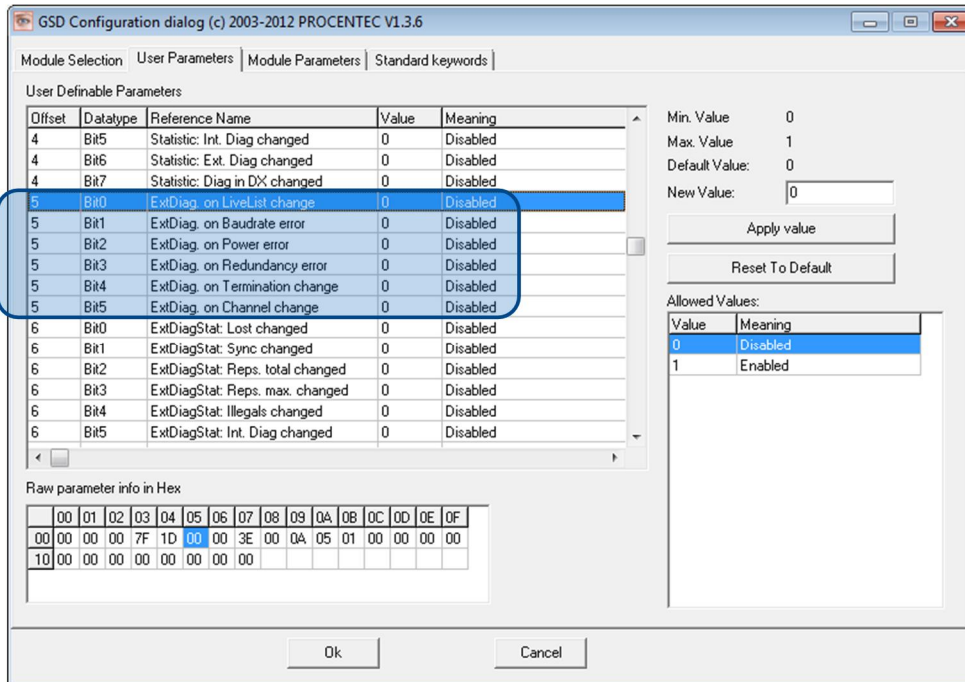 GSD Configuration dialog (c) 2003-2012 PROCENTEC V1.3.6
Module Selection User Parameters Module Parameters Standard keywords
User Definable Parameters
Offset Datatype Reference Name Value Meaning
4 Bit5 Statistic: Int. Diag changed 0 Disabled
4 Bit6 Statistic: Ext. Diag changed 0 Disabled
4 Bit7 Statistic: Diag in DX changed 0 Disabled
5 Bit0 ExtDiag. on LiveList change 0 Disabled
5 Bit1 ExtDiag. on Baudrate error 0 Disabled
5 Bit2 ExtDiag. on Power error 0 Disabled
5 Bit3 ExtDiag. on Redundancy error 0 Disabled
5 Bit4 ExtDiag. on Termination change 0 Disabled
5 Bit5 ExtDiag. on Channel change 0 Disabled
6 Bit0 ExtDiagStat: Lost changed 0 Disabled
6 Bit1 ExtDiagStat: Sync changed 0 Disabled
6 Bit2 ExtDiagStat: Reps. total changed 0 Disabled
6 Bit3 ExtDiagStat: Reps. max. changed 0 Disabled
6 Bit4 ExtDiagStat: Illegals changed 0 Disabled
6 Bit5 ExtDiagStat: Int. Diag changed 0 Disabled
Min. Value 0
Max. Value 1
Default Value: 0
New Value: 0
Apply value
Reset To Default
Allowed Values:
Value Meaning
0 Disabled
1 Enabled
Raw parameter info in Hex
00 01 02 03 04 05 06 07 08 09 0A 0B 0C 0D 0E 0F
00 00 00 00 7F 1D 00 00 3E 00 0A 05 01 00 00 00 00
10 00 00 00 00 00 00 00 00
Ok Cancel